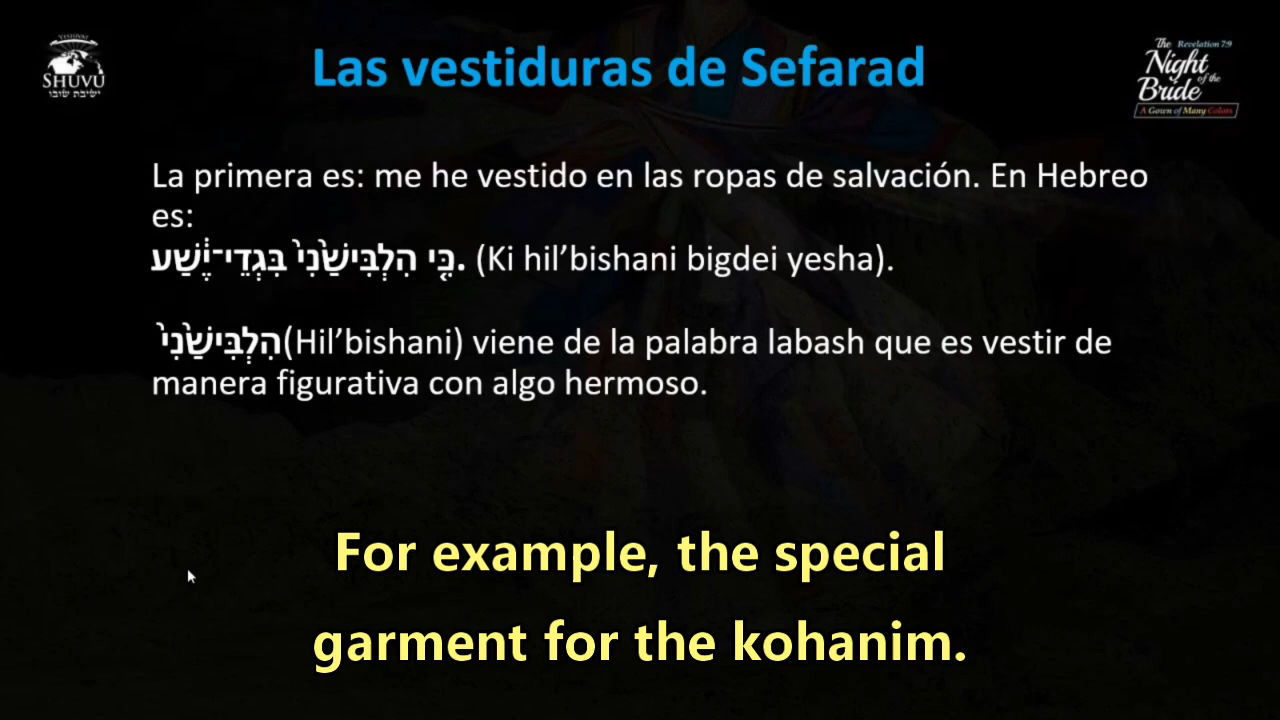 YESHIVAT
SHUVU
ישיבת שובו
Las vestiduras de Sefarad
The Revelation 7:9
Night
of the
Bride
A Gown of Many Colors
La primera es: me he vestido en las ropas de salvación. En Hebreo
es:
כִּ֤י הִלְבִּישַׁ֙נִי֙ בִּגְדֵי־יֶ֔שַׁע. (Ki hil’bishani bigdei yesha).
הִלְבִּישַׁ֙נִי֙(Hil’bishani) viene de la palabra labash que es vestir de
manera figurativa con algo hermoso.
For example, the special
garment for the kohanim.